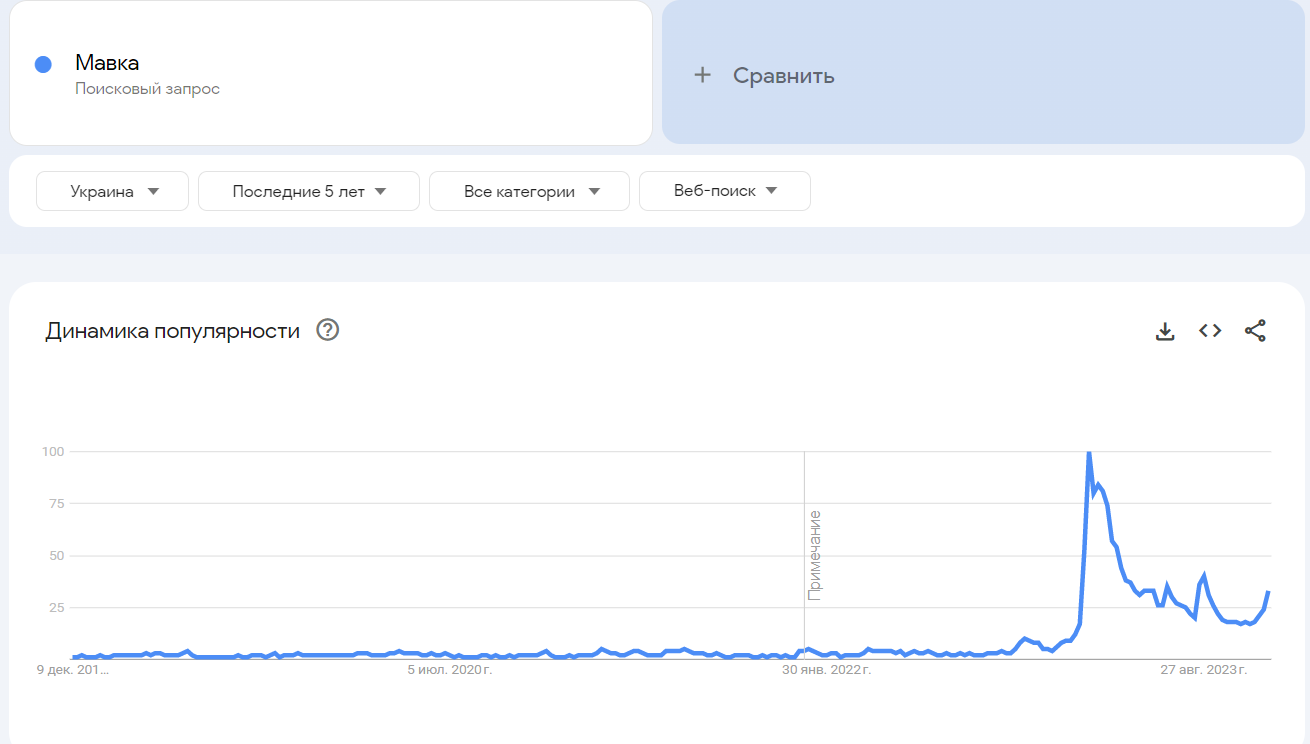 Мавка
Поисковый запрос
+ Сравнить
Украина
Последние 5 лет
Все категории
Веб-поиск
Динамика популярности ?
100
75
50
25
Примечание
9 дек. 201...
5 июл. 2020 г.
30 янв. 2022 г.
27 авг. 2023 г.